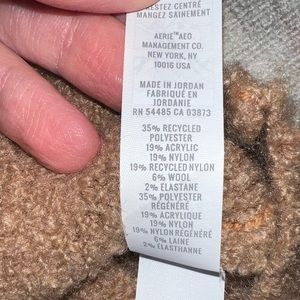 RESTEZ CENTRÉ
MANGEZ SAINEMENT
AERIE™AEO
MANAGEMENT CO.
NEW YORK, NY
10016 USA
MADE IN JORDAN
FABRIQUÉ EN
JORDANIE
RN 54485 CA 03873
35% RECYCLED
POLYESTER
19% ACRYLIC
19% NYLON
19% RECYCLED NYLON
6% WOOL
2% ELASTANE
35% POLYESTER
RÉGÉNÉRÉ
19% ACRYLIQUE
19% NYLON
19% NYLON RÉGÉNÉRÉ
6% LAINE
2% ÉLASTHANNE